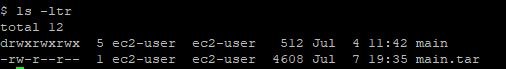 $ ls -ltr
total 12
drwxrwxrwx  5 ec2-user  ec2-user   512 Jul  4 11:42 main
-rw-r--r--  1 ec2-user  ec2-user  4608 Jul  7 19:35 main.tar